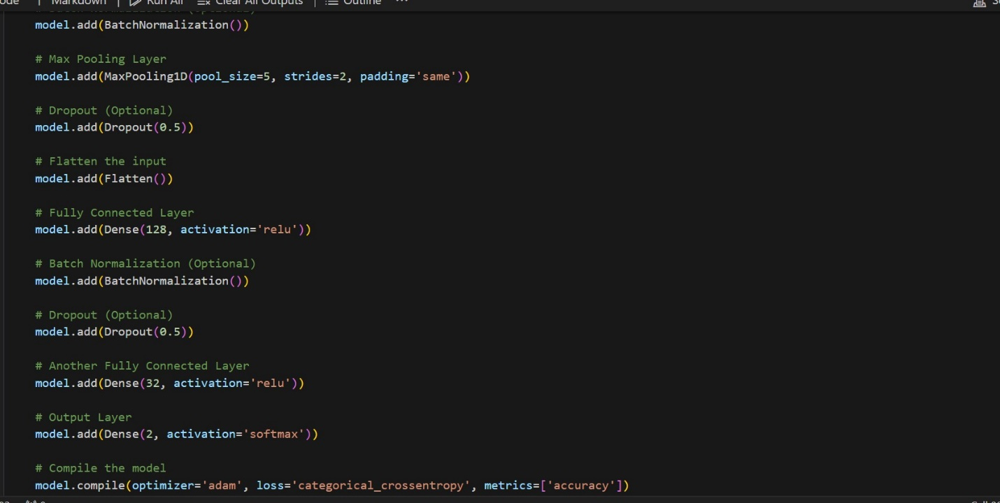 Markdown
Run All
Clear All Outputs
Outline
...
model.add(BatchNormalization())
# Max Pooling Layer
model.add(MaxPooling1D(pool_size=5, strides=2, padding='same'))
# Dropout (Optional)
model.add(Dropout(0.5))
# Flatten the input
model.add(Flatten())
# Fully Connected Layer
model.add(Dense(128, activation='relu'))
# Batch Normalization (Optional)
model.add(BatchNormalization())
# Dropout (Optional)
model.add(Dropout(0.5))
# Another Fully Connected Layer
model.add(Dense(32, activation='relu'))
# Output Layer
model.add(Dense(2, activation='softmax'))
# Compile the model
model.compile(optimizer='adam', loss='categorical_crossentropy', metrics=['accuracy'])